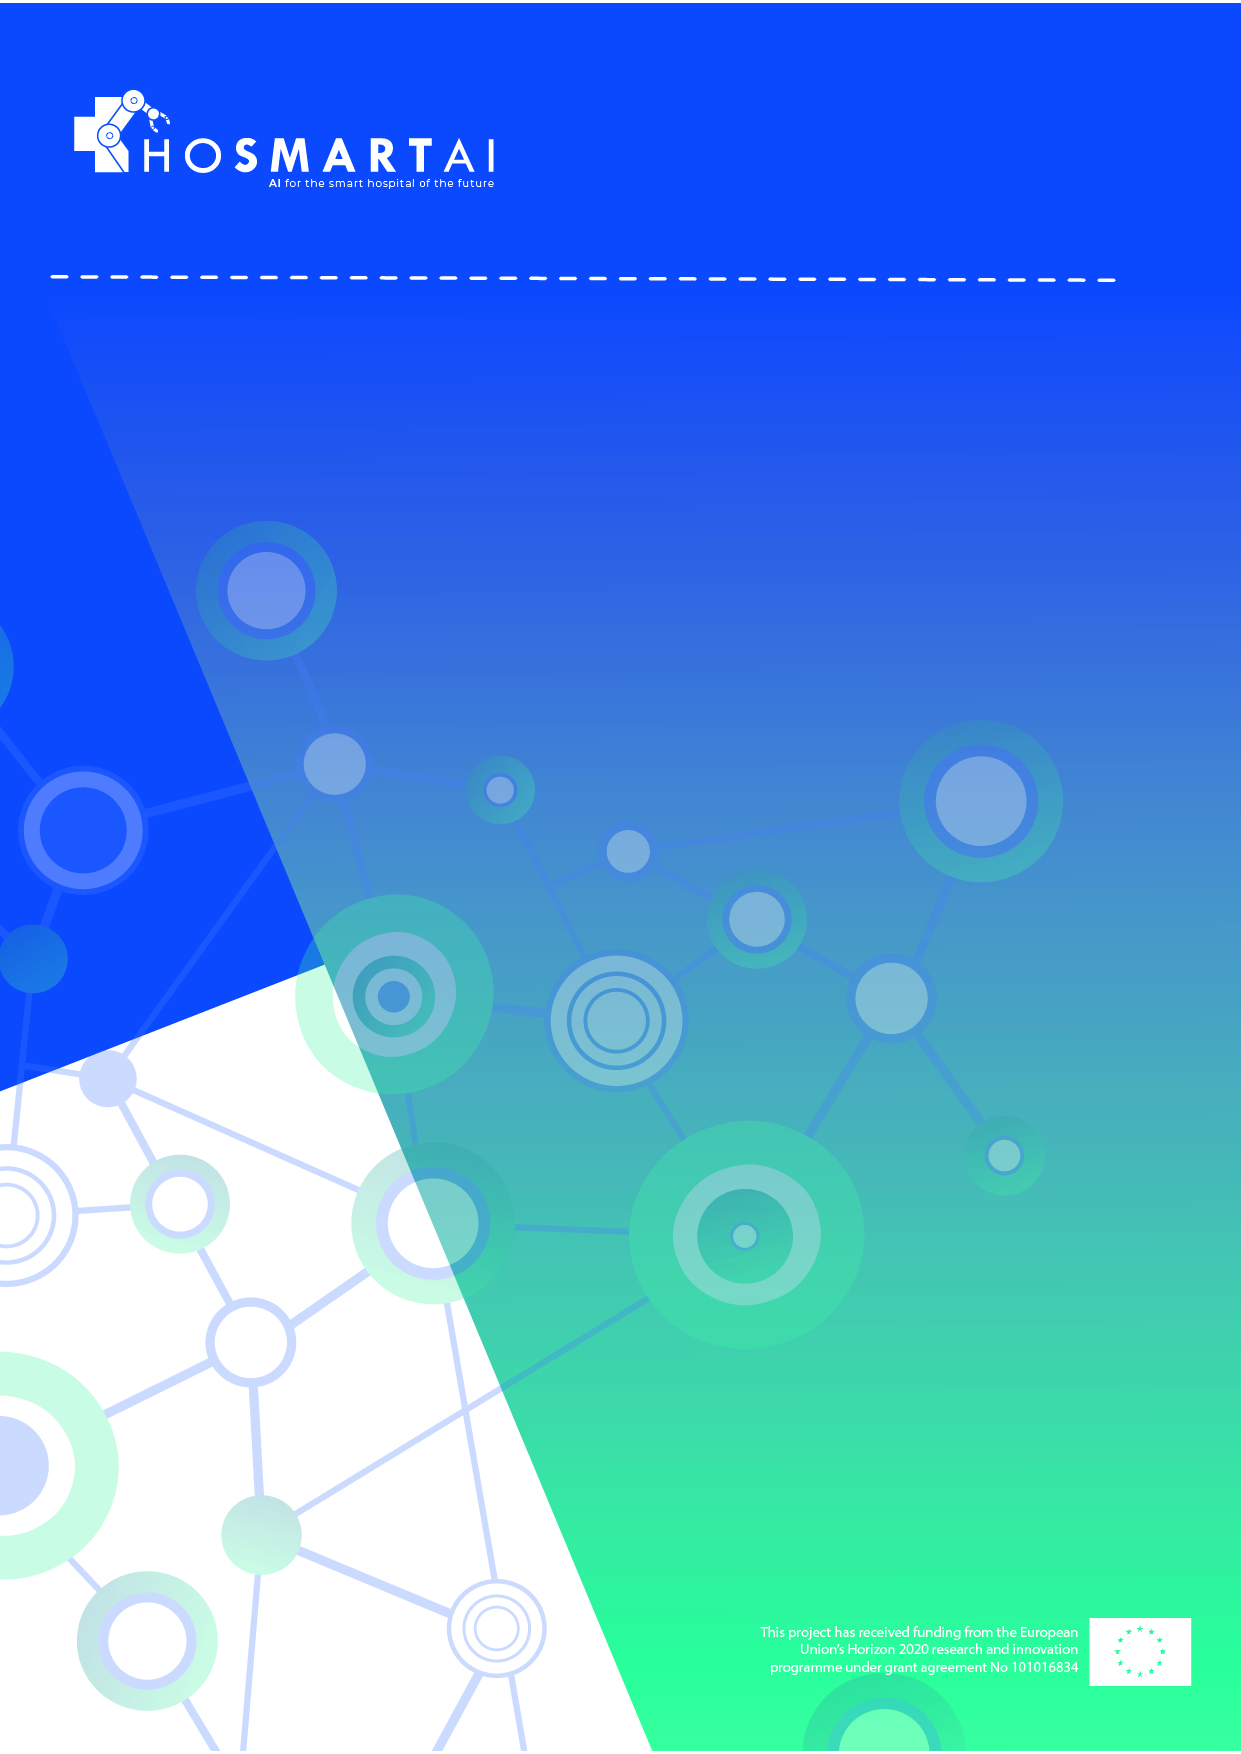 HOSMARTAI
AI for the smart hospital of the future
This project has received funding from the European
Union's Horizon 2020 research and innovation
programme under grant agreement No 101016834